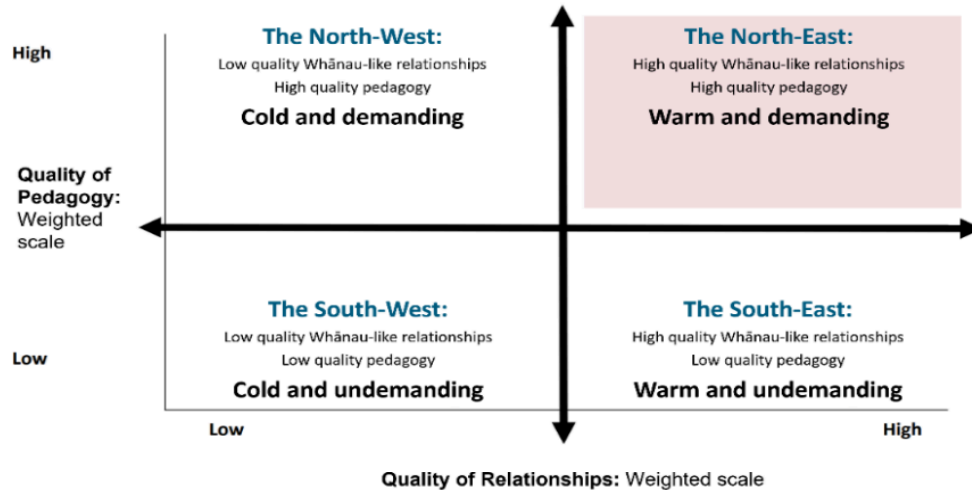 High
The North-West:
Low quality Whānau-like relationships
High quality pedagogy
Cold and demanding
The North-East:
High quality Whānau-like relationships
High quality pedagogy
Warm and demanding
Quality of
Pedagogy:
Weighted
scale
The South-West:
Low quality Whānau-like relationships
Low quality pedagogy
Cold and undemanding
The South-East:
High quality Whānau-like relationships
Low quality pedagogy
Warm and undemanding
Low
Low
High
Quality of Relationships: Weighted scale